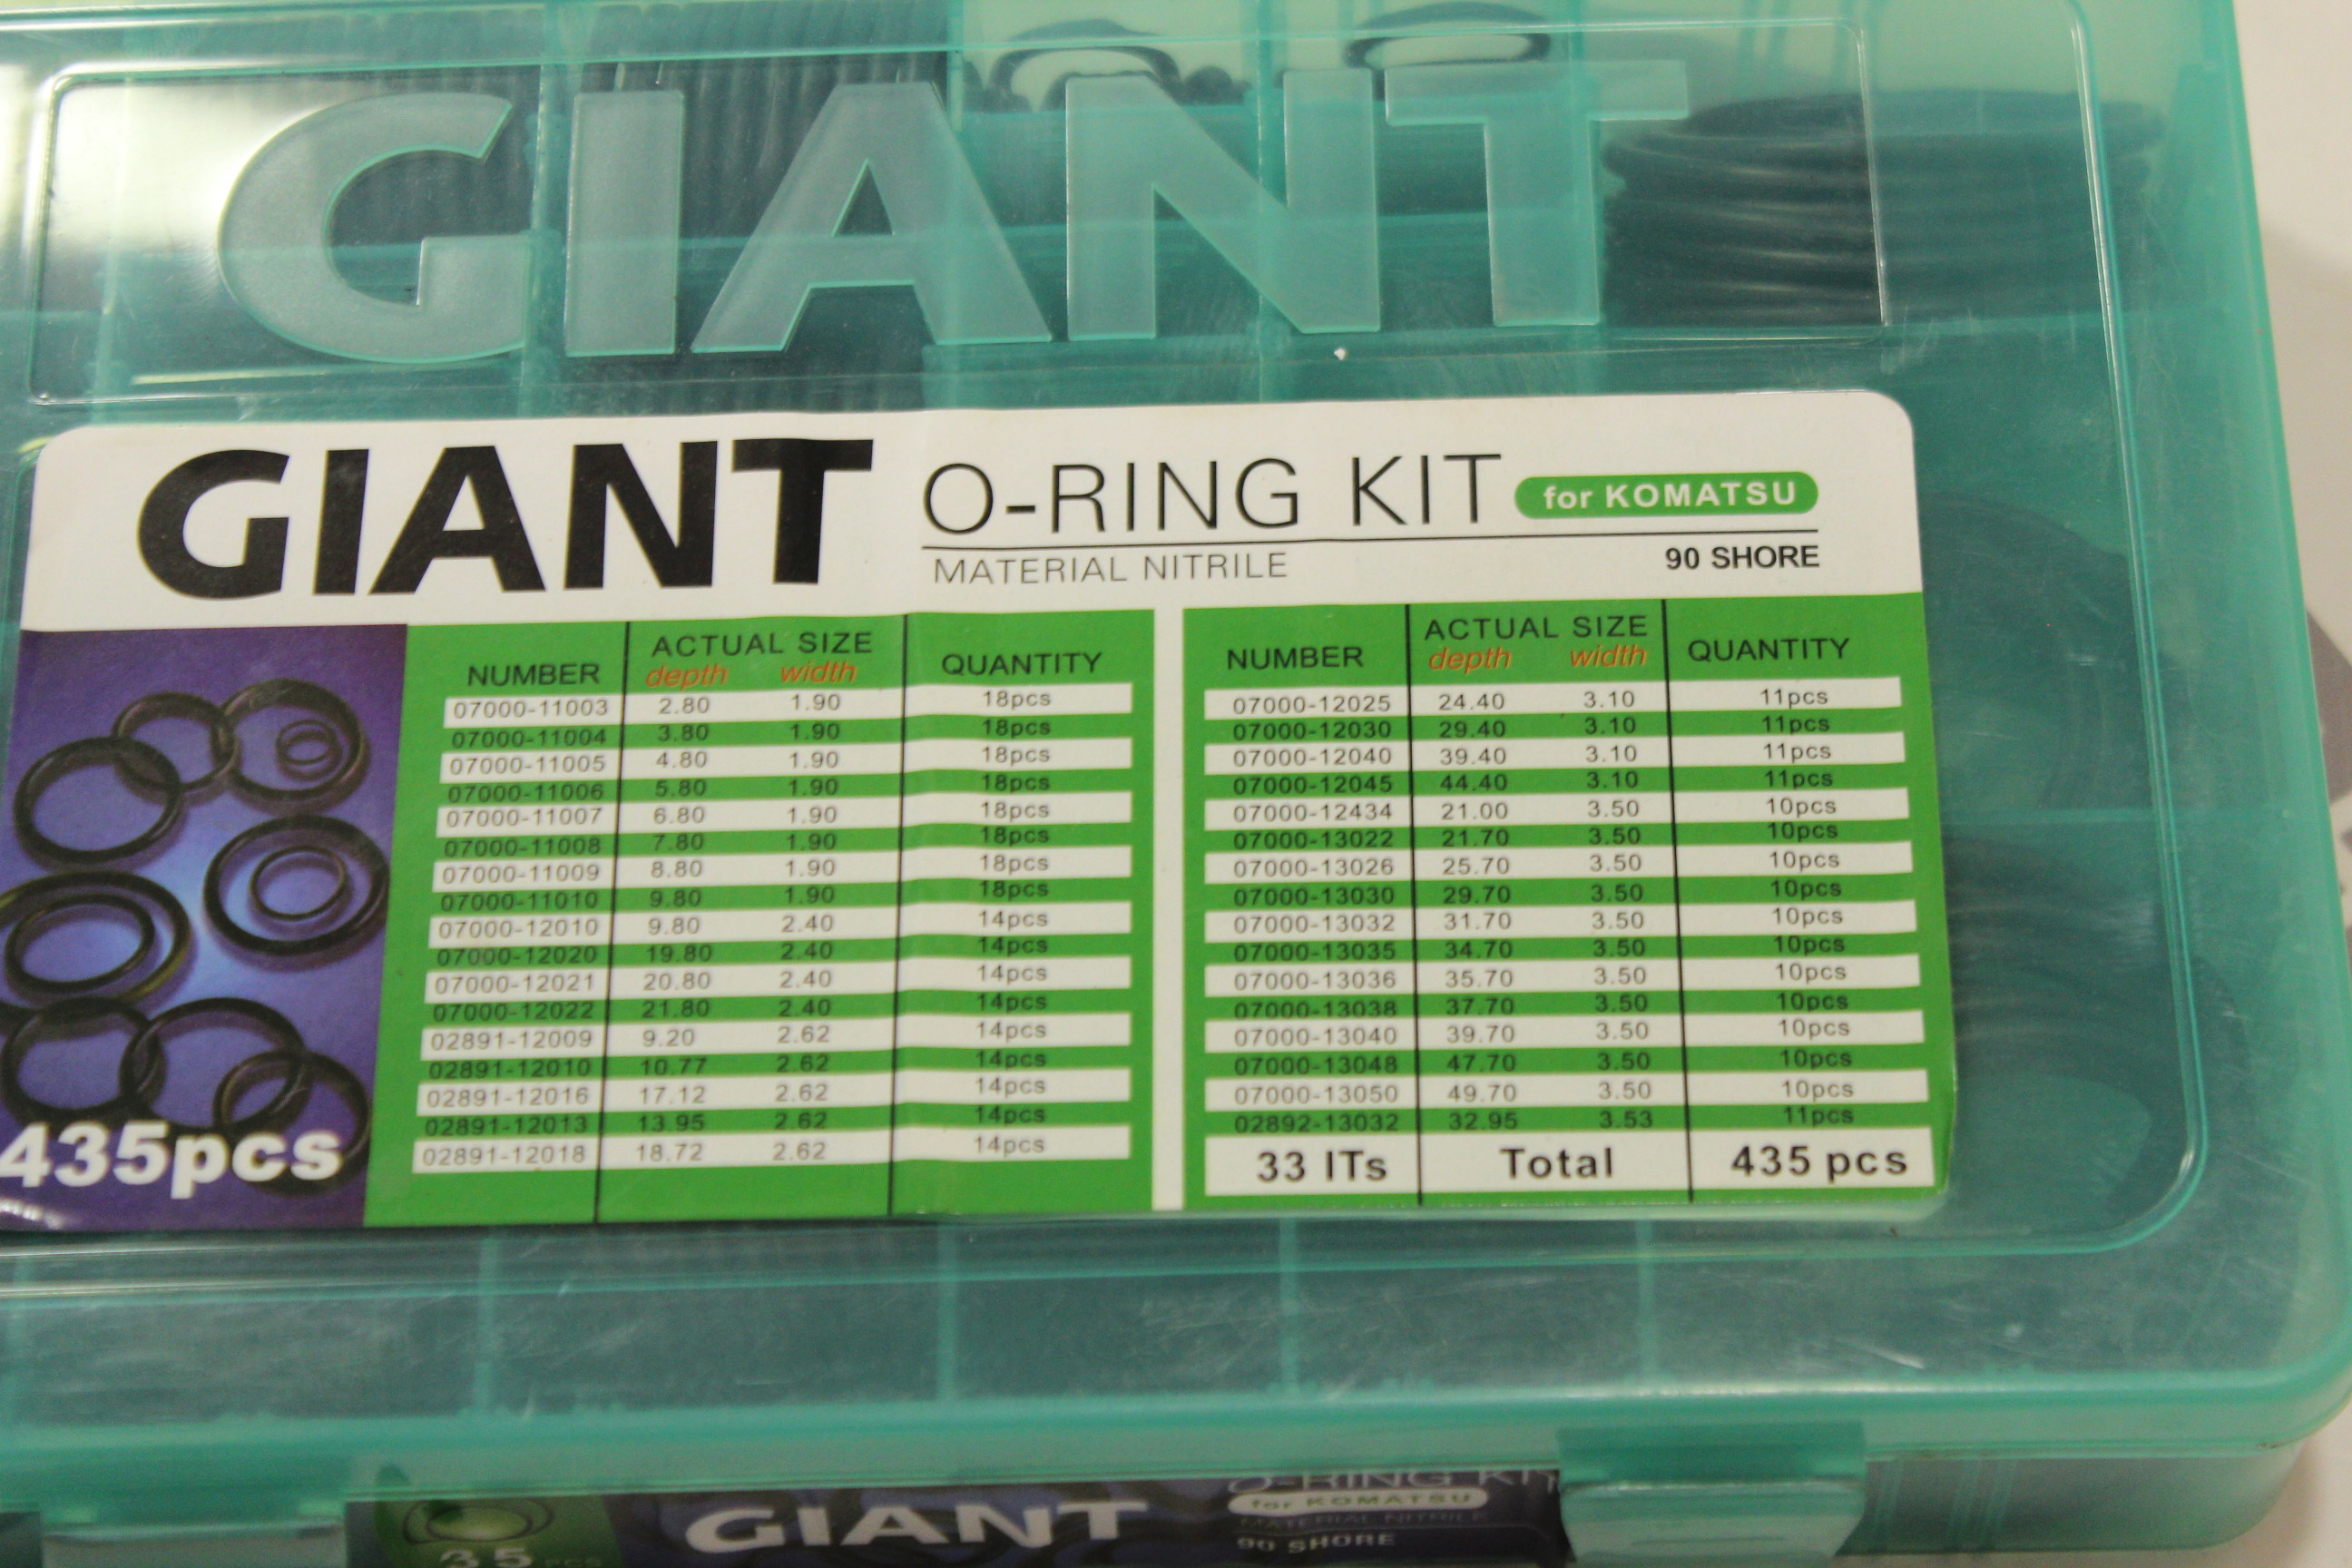 GIANT
GIANT O-RING KIT for KOMATSU
MATERIAL NITRILE 90 SHORE
NUMBER ACTUAL SIZE depth width QUANTITY
07000-11003 2.80 1.90 18pcs
07000-11004 3.80 1.90 18pcs
07000-11005 4.80 1.90 18pcs
07000-11006 5.80 1.90 18pcs
07000-11007 6.80 1.90 18pcs
07000-11008 7.80 1.90 18pcs
07000-11009 8.80 1.90 18pcs
07000-11010 9.80 1.90 18pcs
07000-12010 9.80 2.40 14pcs
07000-12020 19.80 2.40 14pcs
07000-12021 20.80 2.40 14pcs
07000-12022 21.80 2.40 14pcs
02891-12009 9.20 2.62 14pcs
02891-12010 10.77 2.62 14pcs
02891-12016 17.12 2.62 14pcs
02891-12013 13.95 2.62 14pcs
02891-12018 18.72 2.62 14pcs
435pcs
NUMBER ACTUAL SIZE depth width QUANTITY
07000-12025 24.40 3.10 11pcs
07000-12030 29.40 3.10 11pcs
07000-12040 39.40 3.10 11pcs
07000-12045 44.40 3.10 11pcs
07000-12434 21.00 3.50 10pcs
07000-13022 21.70 3.50 10pcs
07000-13026 25.70 3.50 10pcs
07000-13030 29.70 3.50 10pcs
07000-13032 31.70 3.50 10pcs
07000-13035 34.70 3.50 10pcs
07000-13036 35.70 3.50 10pcs
07000-13038 37.70 3.50 10pcs
07000-13040 39.70 3.50 10pcs
07000-13048 47.70 3.50 10pcs
07000-13050 49.70 3.50 10pcs
02892-13032 32.95 3.53 11pcs
33 ITs Total 435 pcs
O-RING KIT
GIANT for KOMATSU
MATERIAL NITRILE
35 PCS 90 SHORE